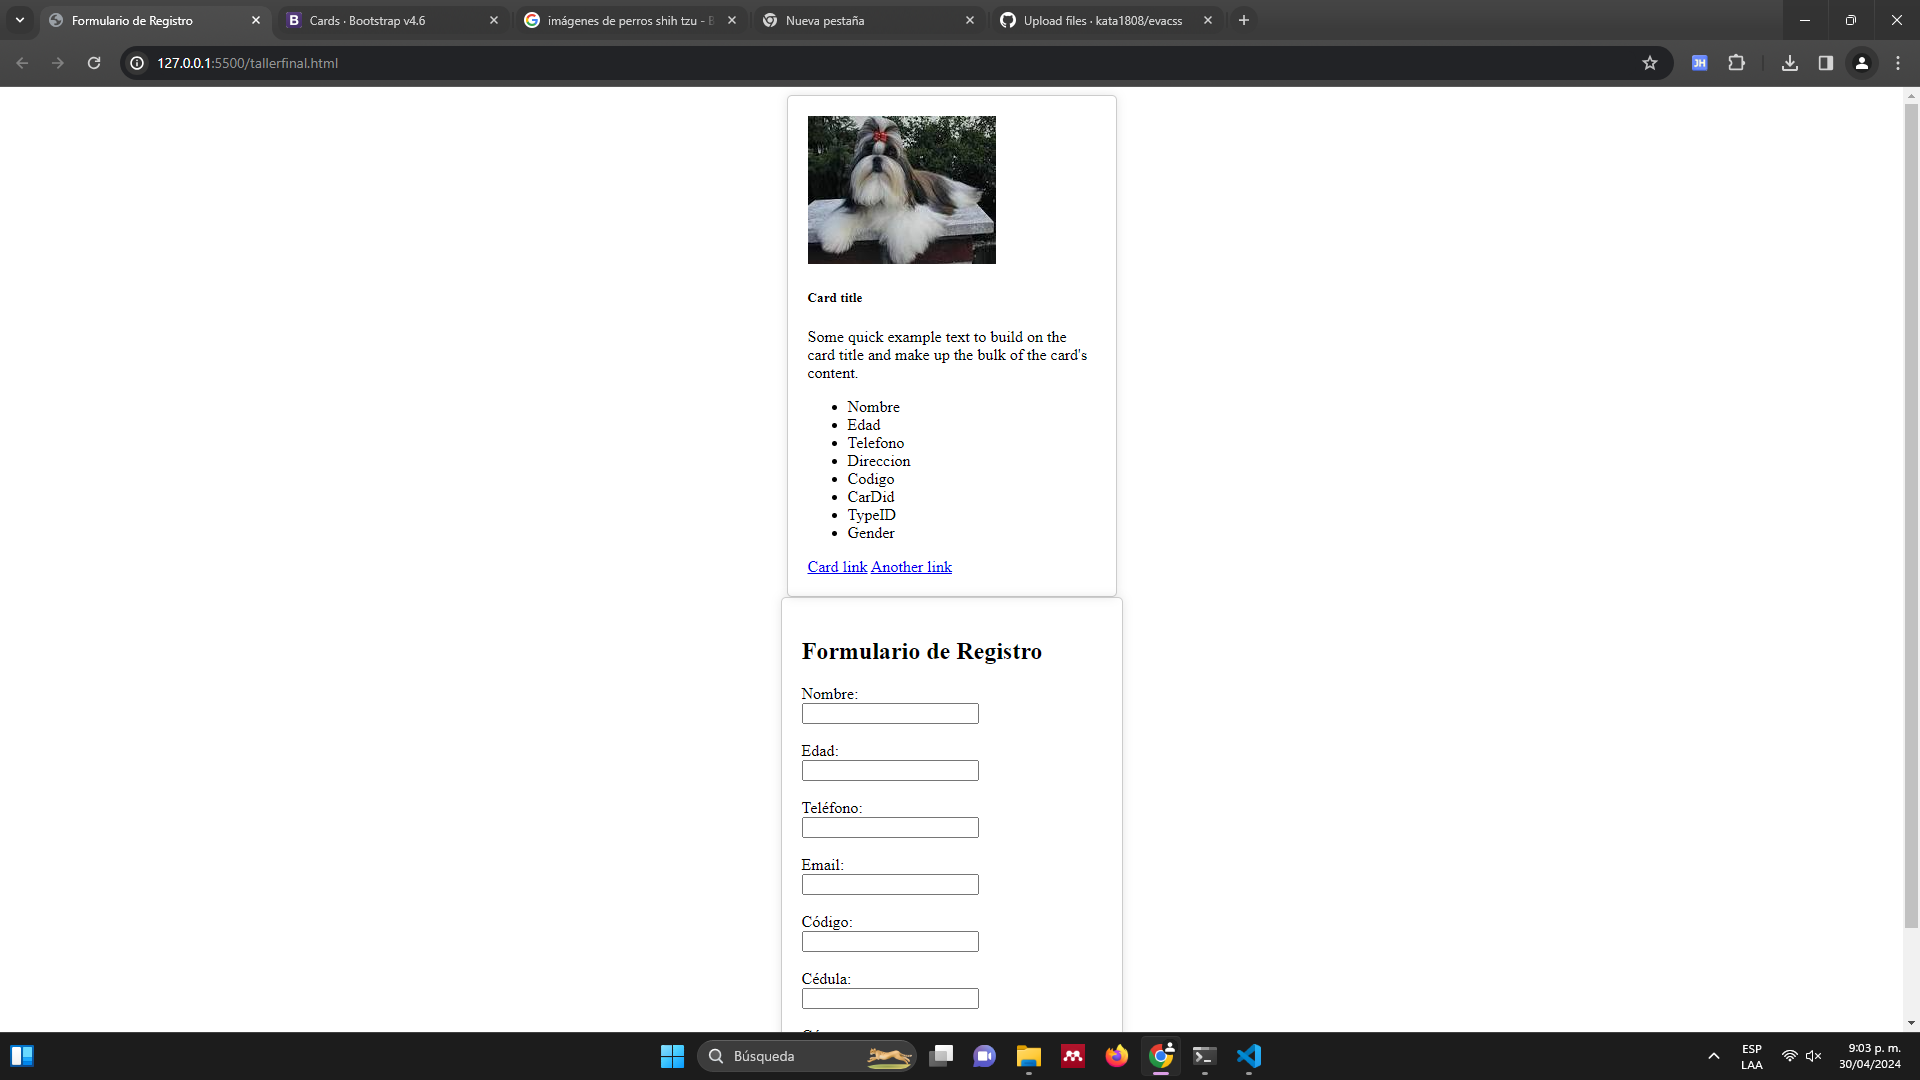 Formulario de Registro
Cards · Bootstrap v4.6
imágenes de perros shih tzu - B
Nueva pestaña
Upload files · kata1808/evacss
127.0.0.1:5500/tallerfinal.html
JH
Card title
Some quick example text to build on the
card title and make up the bulk of the card's
content.
Nombre
Edad
Telefono
Direccion
Codigo
CarDid
TypeID
Gender
Card link Another link
Formulario de Registro
Nombre:
Edad:
Teléfono:
Email:
Código:
Cédula:
Búsqueda
ESP
LAA
9:03 p. m.
30/04/2024